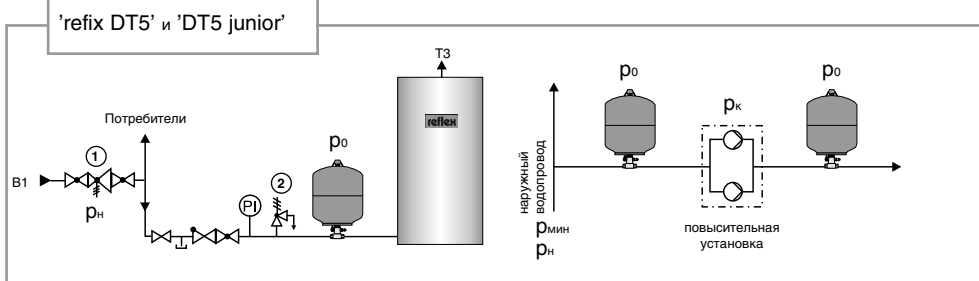 'refix DT5' и 'DT5 junior'
T3
Потребители
1
B1
pн
PI
2
p0
reflex
p0
p0
pк
наружный
водопровод
pмин
pн
повысительная
установка